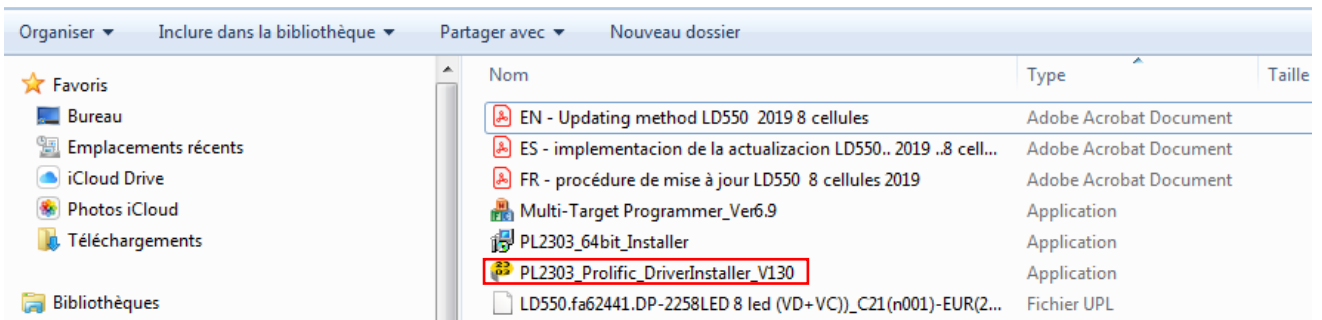 Organiser Inclure dans la bibliothèque Partager avec Nouveau dossier
Favoris
Bureau
Emplacements récents
iCloud Drive
Photos iCloud
Téléchargements
Bibliothèques
Nom Type Taille
EN - Updating method LD550 2019 8 cellules Adobe Acrobat Document
ES - implementacion de la actualizacion LD550.. 2019 ..8 cell... Adobe Acrobat Document
FR - procédure de mise à jour LD550 8 cellules 2019 Adobe Acrobat Document
Multi-Target Programmer_Ver6.9 Application
PL2303_64bit_Installer Application
PL2303_Prolific_DriverInstaller_V130 Application
LD550.fa62441.DP-2258LED 8 led (VD+VC))_C21(n001)-EUR(2... Fichier UPL